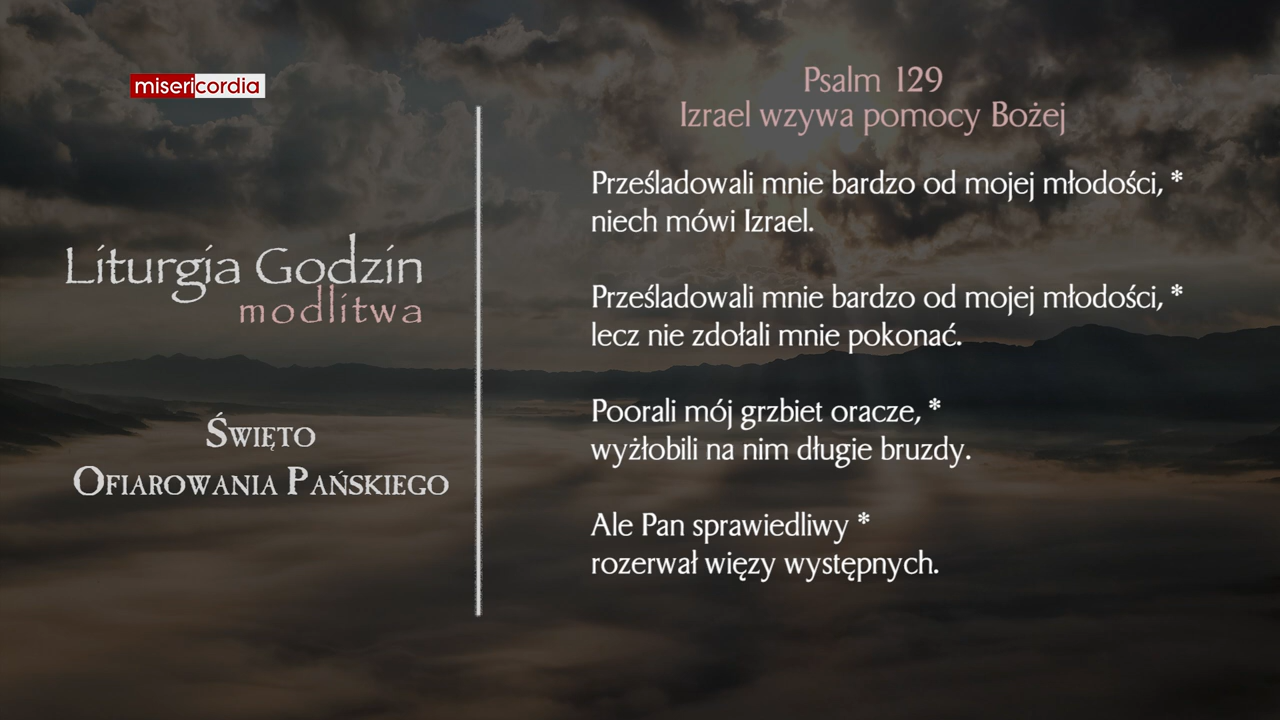 misericordia
Liturgia Godzin
modlitwa
Święto
Ofiarowania Pańskiego
Psalm 129
Izrael wzywa pomocy Bożej
Prześladowali mnie bardzo od mojej młodości, *
niech mówi Izrael.
Prześladowali mnie bardzo od mojej młodości, *
lecz nie zdołali mnie pokonać.
Poorali mój grzbiet oracze, *
wyżłobili na nim długie bruzdy.
Ale Pan sprawiedliwy *
rozerwał więzy występnych.